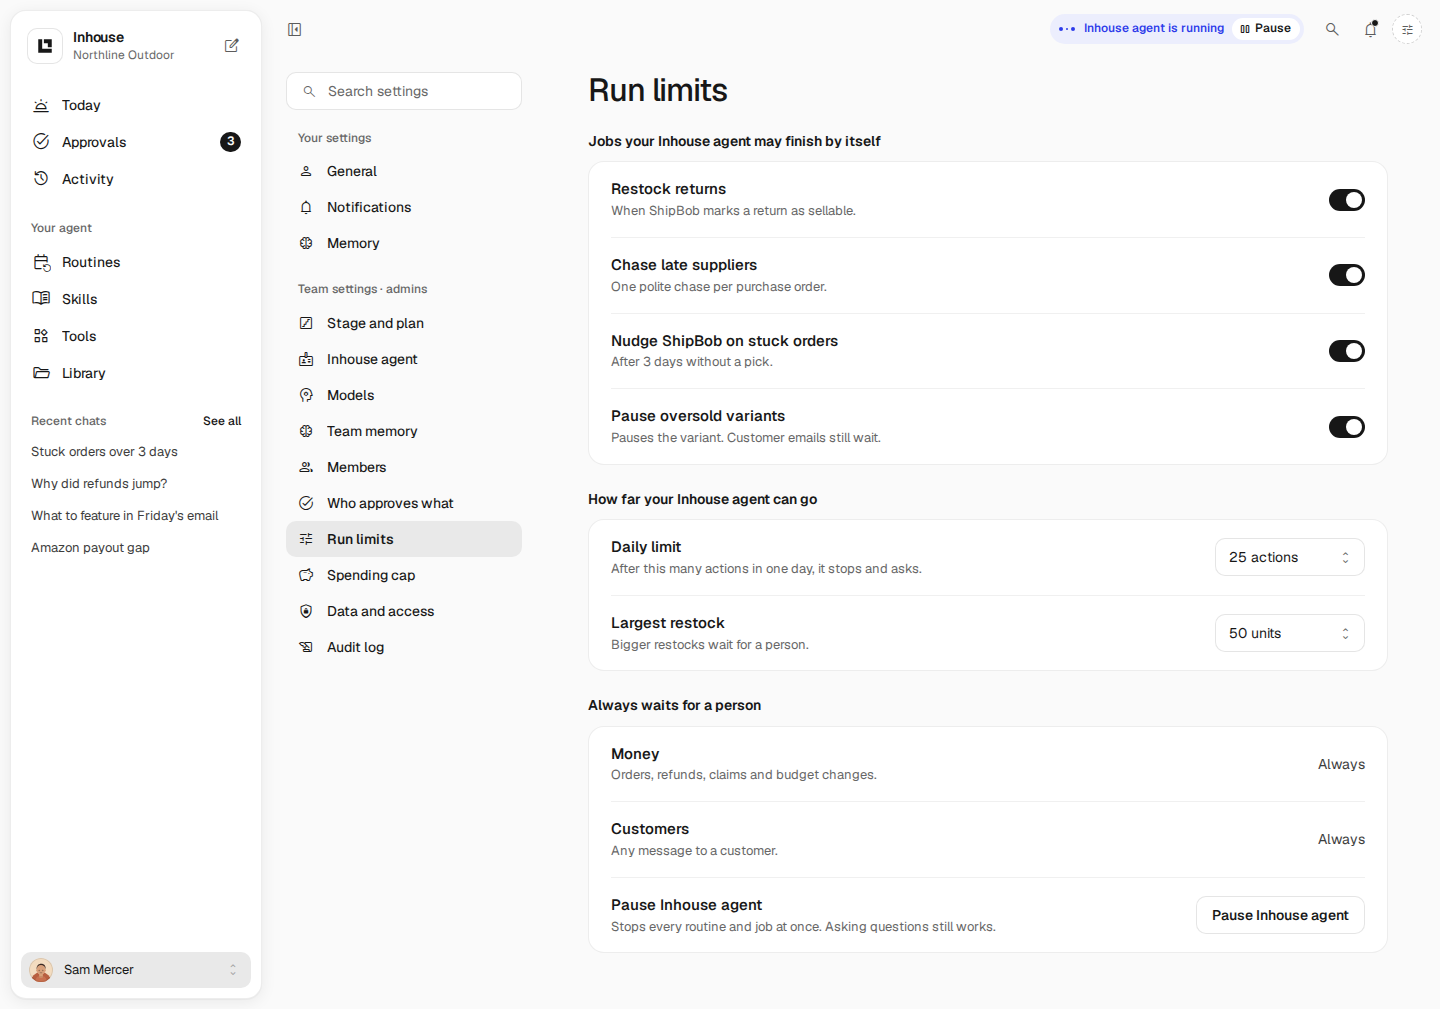 Inhouse
Northline Outdoor
Today
Approvals 3
Activity
Your agent
Routines
Skills
Tools
Library
Recent chats See all
Stuck orders over 3 days
Why did refunds jump?
What to feature in Friday's email
Amazon payout gap
Sam Mercer
Inhouse agent is running Pause
Search settings
Your settings
General
Notifications
Memory
Team settings · admins
Stage and plan
Inhouse agent
Models
Team memory
Members
Who approves what
Run limits
Spending cap
Data and access
Audit log
Run limits
Jobs your Inhouse agent may finish by itself
Restock returns
When ShipBob marks a return as sellable.
Chase late suppliers
One polite chase per purchase order.
Nudge ShipBob on stuck orders
After 3 days without a pick.
Pause oversold variants
Pauses the variant. Customer emails still wait.
How far your Inhouse agent can go
Daily limit
After this many actions in one day, it stops and asks.
25 actions
Largest restock
Bigger restocks wait for a person.
50 units
Always waits for a person
Money
Orders, refunds, claims and budget changes.
Always
Customers
Any message to a customer.
Always
Pause Inhouse agent
Stops every routine and job at once. Asking questions still works.
Pause Inhouse agent